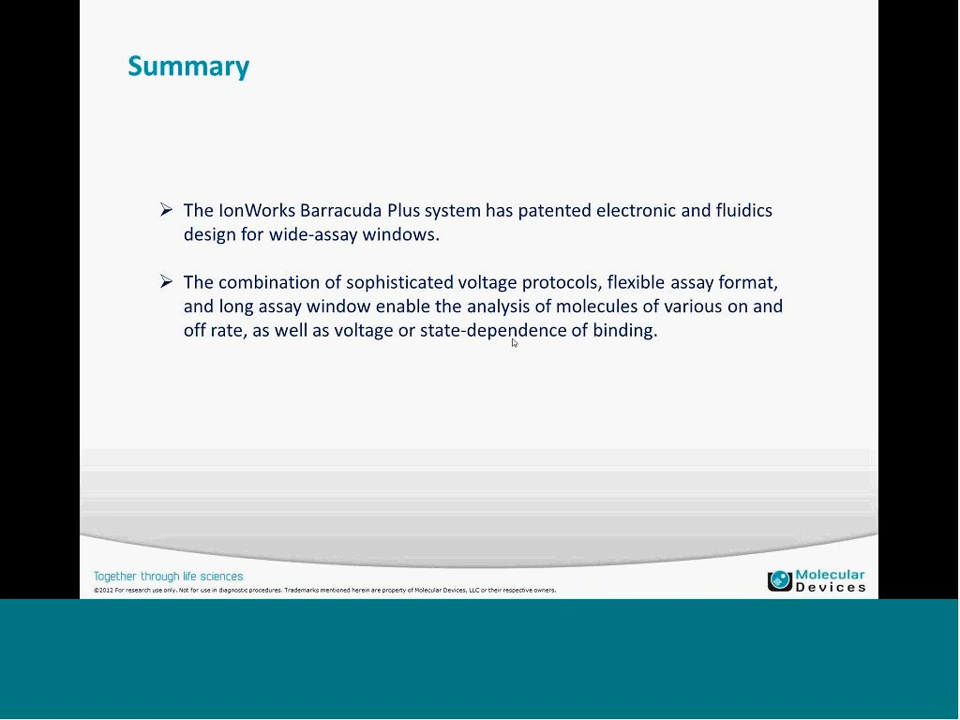 Summary
➢ The IonWorks Barracuda Plus system has patented electronic and fluidics
design for wide-assay windows.
➢ The combination of sophisticated voltage protocols, flexible assay format,
and long assay window enable the analysis of molecules of various on and
off rate, as well as voltage or state-dependence of binding.
Together through life sciences
©2012 For research use only. Not for use in diagnostic procedures. Trademarks mentioned herein are property of Molecular Devices, LLC or their respective owners.
Molecular
Devices